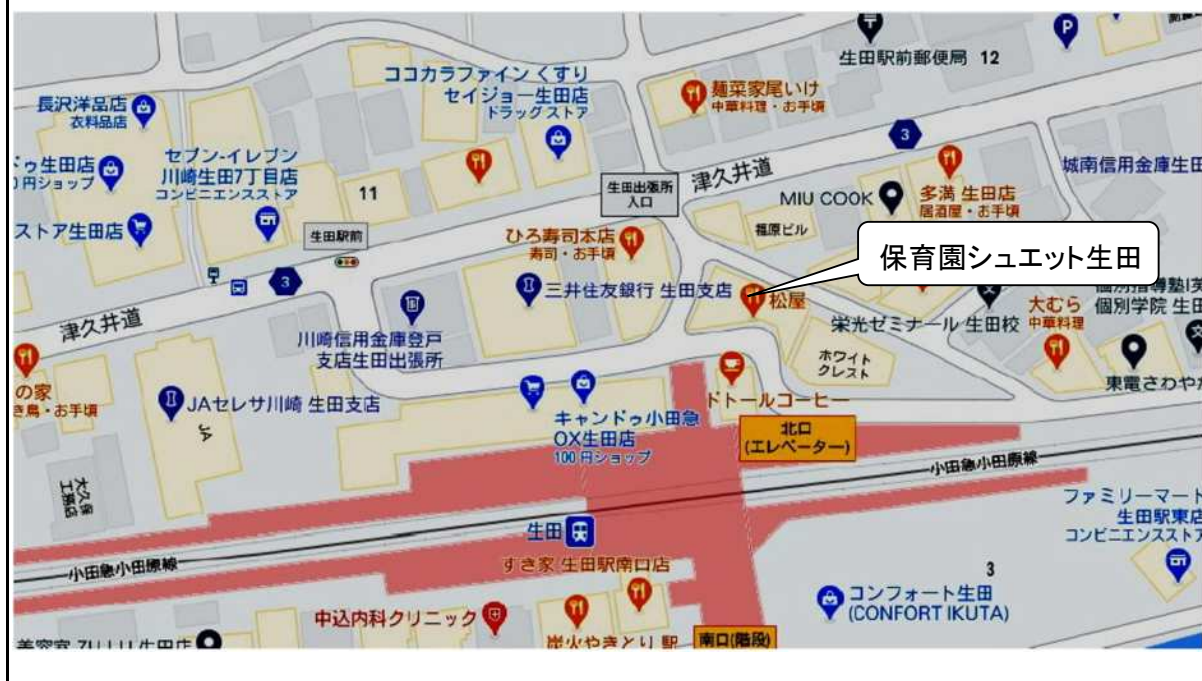 生田駅前郵便局 12
P
ココカラファイン くすり
セイジョー生田店
ドラッグストア
麺菜家尾いけ
中華料理・お手頃
長沢洋品店
衣料品店
3
生田店
セブン-イレブン
川崎生田7丁目店
コンビニエンスストア
11
生田出張所
入口
津久井道
MIU COOK
多満 生田店
居酒屋・お手頃
城南信用金庫生田
ストア生田店
生田駅前
ひろ寿司本店
寿司・お手頃
福原ビル
保育園シュエット生田
3
三井住友銀行 生田支店
松屋
栄光ゼミナール 生田校
大むら
中華料理
個別学院 生田
津久井道
川崎信用金庫登戸
支店生田出張所
ホワイト
クレスト
東電さわやか
の家
き鳥・お手頃
JAセレサ川崎 生田支店
JA
ドトールコーヒー
キャンドゥ小田急
OX生田店
100円ショップ
北口
(エレベーター)
大久保
工務店
小田急小田原線
ファミリーマート
生田駅東店
コンビニエンスストア
生田
すき家 生田駅南口店
小田急小田原線
3
コンフォート生田
(CONFORT IKUTA)
中込内科クリニック
炭火やきとり 駅
南口(階段)
美容室 ZULU 生田店